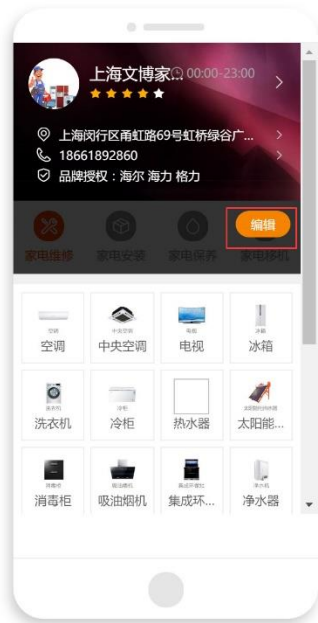 上海文博家... 00:00-23:00
上海闵行区甬虹路69号虹桥绿谷广...
18661892860
品牌授权：海尔 海力 格力
编辑
家电维修 家电安装 家电保养 家电移机
空调 中央空调 电视 冰箱
空调 中央空调 电视 冰箱
洗衣机 冷柜 太阳能热水器
洗衣机 冷柜 热水器 太阳能...
消毒柜 吸油烟机 集成环保灶 净水机
消毒柜 吸油烟机 集成环... 净水器